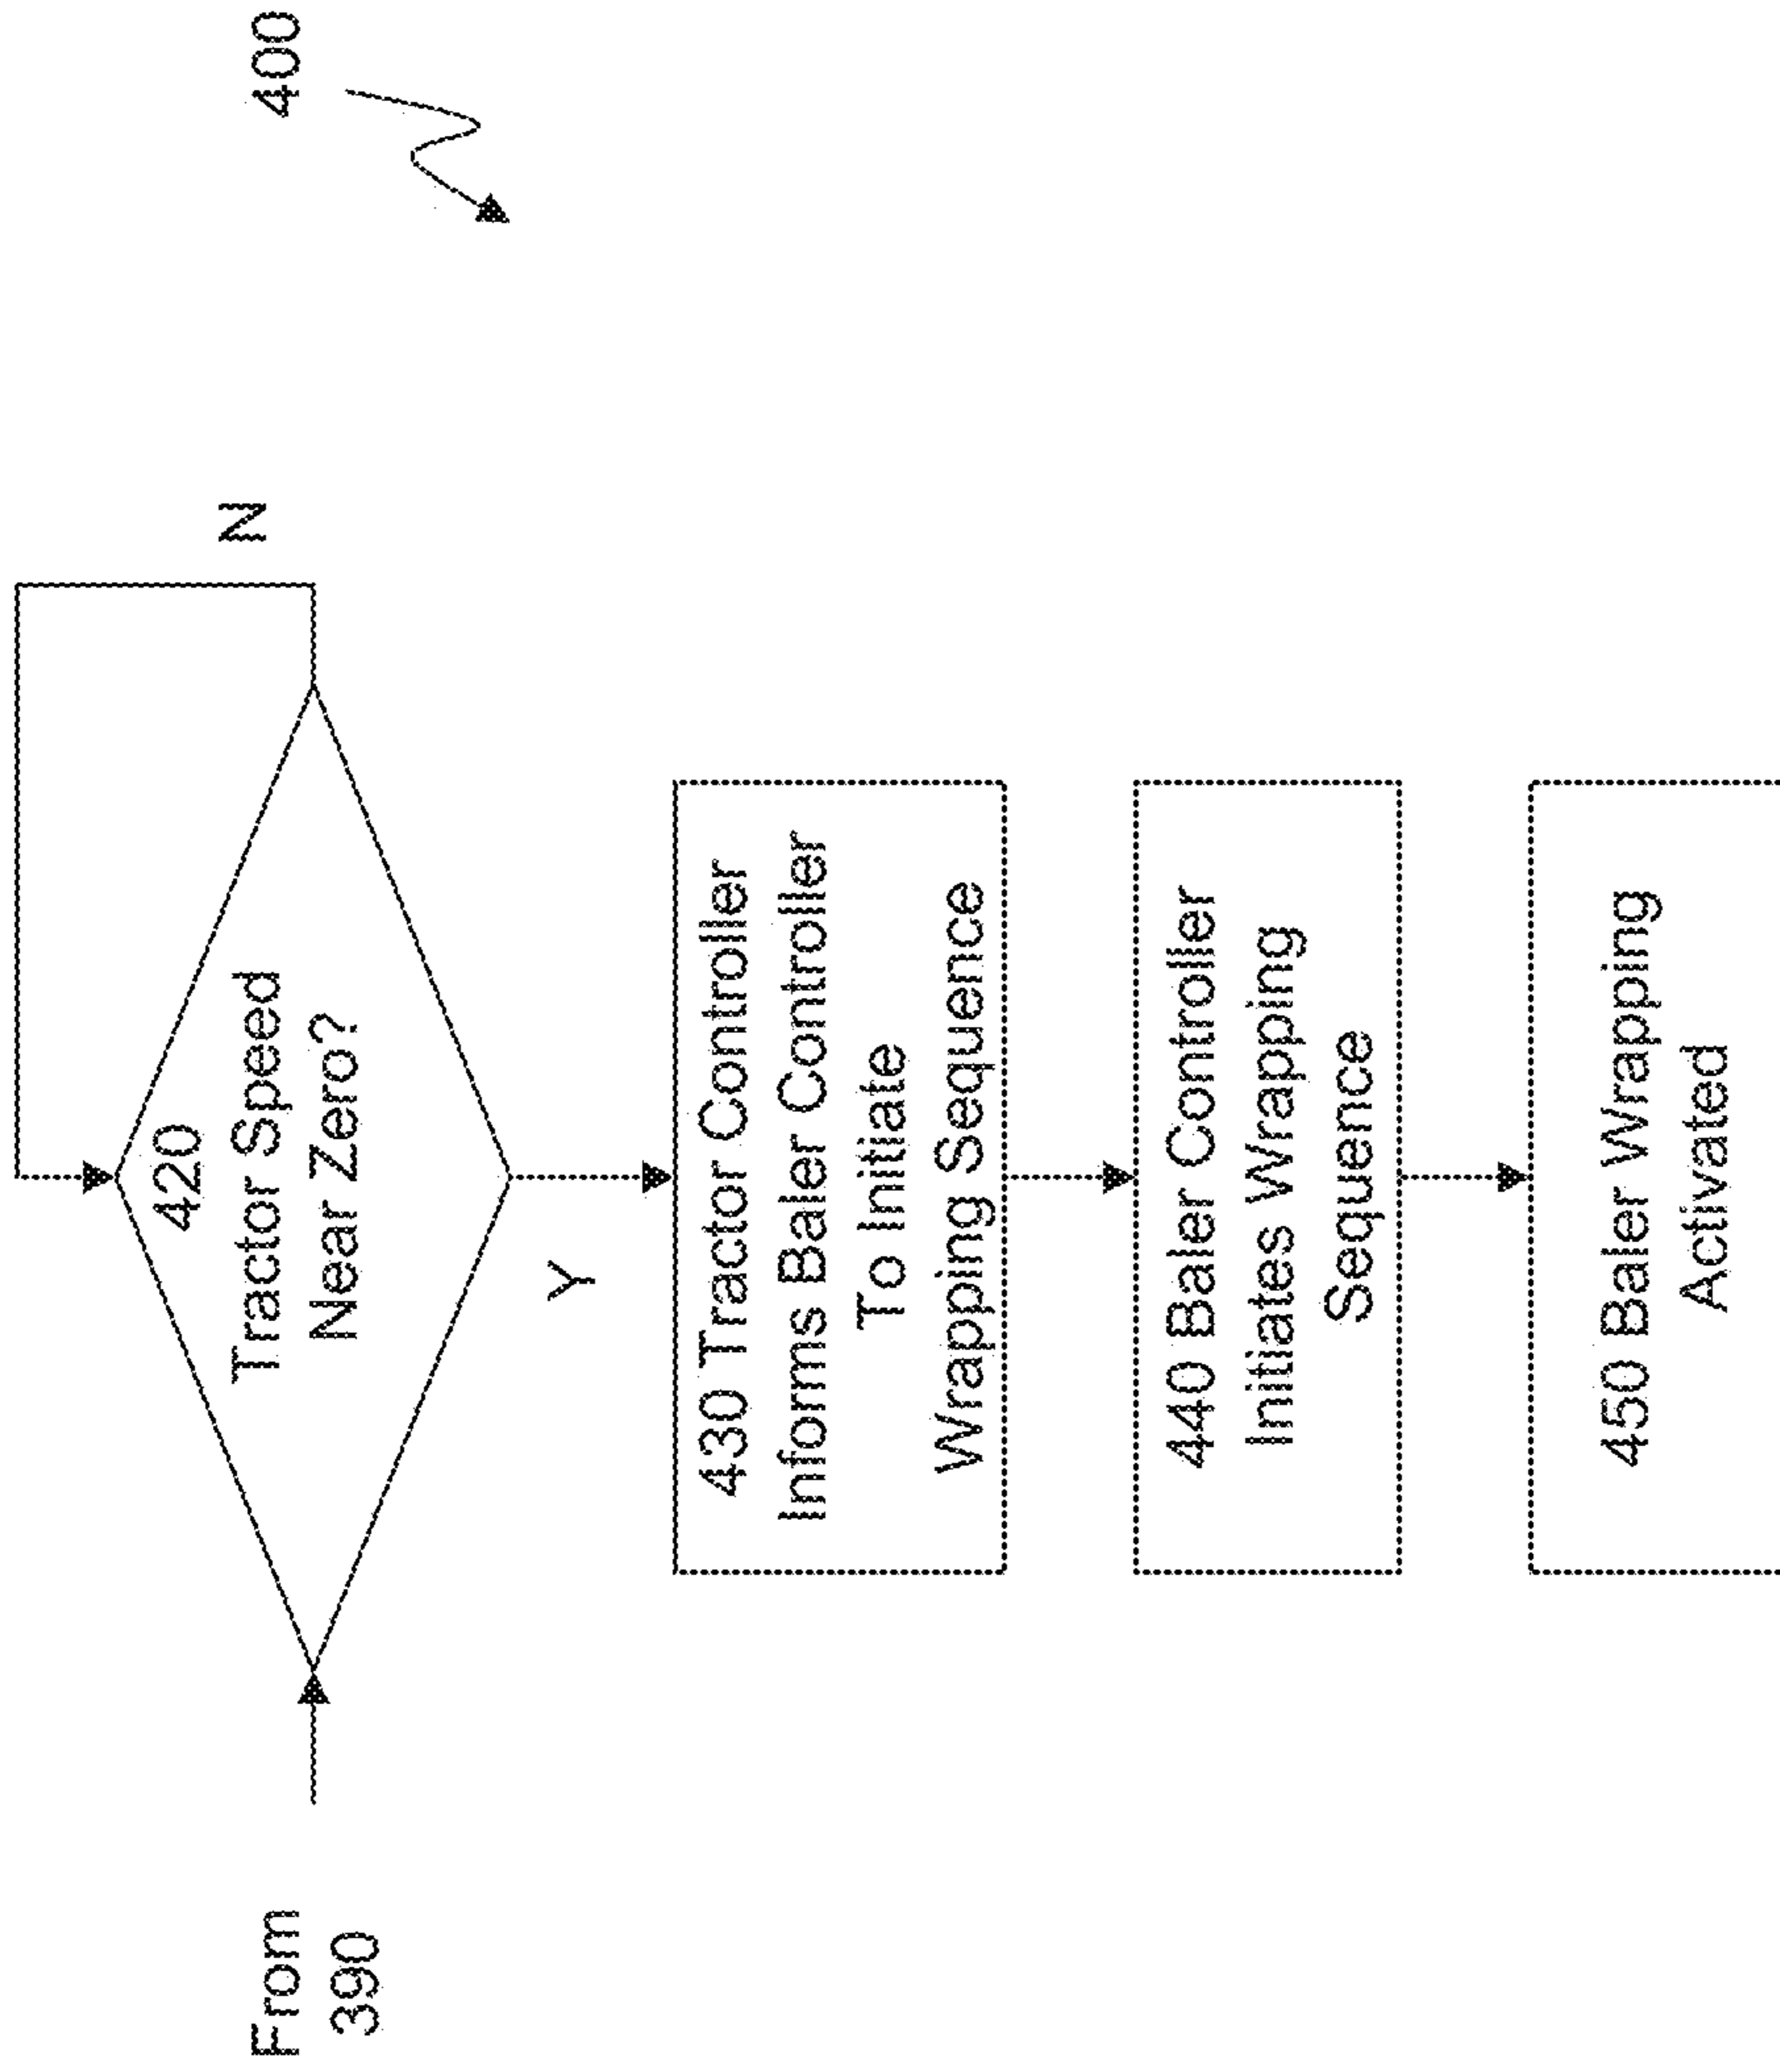 400
N
420
Tractor Speed
Near Zero?
From
390
Y
430 Tractor Controller
Informs Baler Controller
To Initiate
Wrapping Sequence
440 Baler Controller
Initiates Wrapping
Sequence
450 Baler Wrapping
Activated